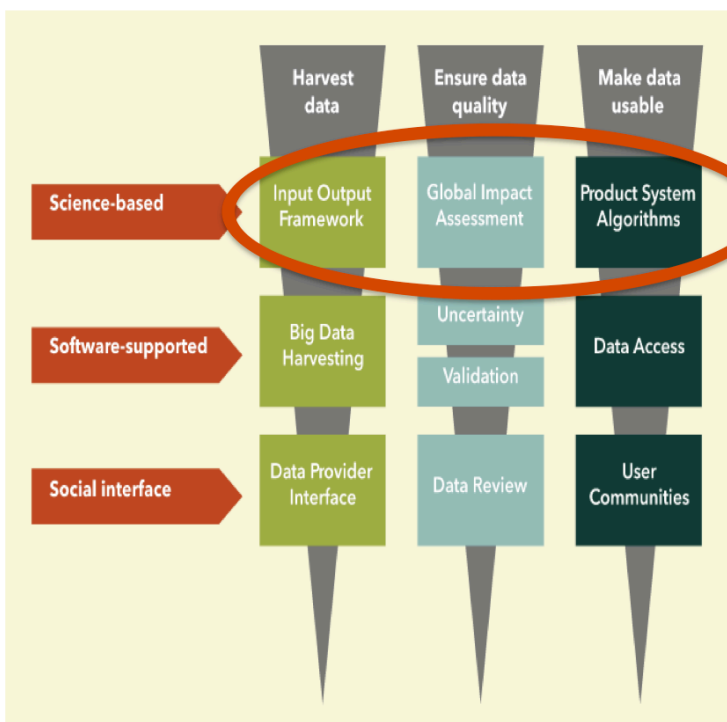 Harvest
data
Ensure data
quality
Make data
usable
Science-based
Input Output
Framework
Global Impact
Assessment
Product System
Algorithms
Software-supported
Big Data
Harvesting
Uncertainty
Validation
Data Access
Social interface
Data Provider
Interface
Data Review
User
Communities